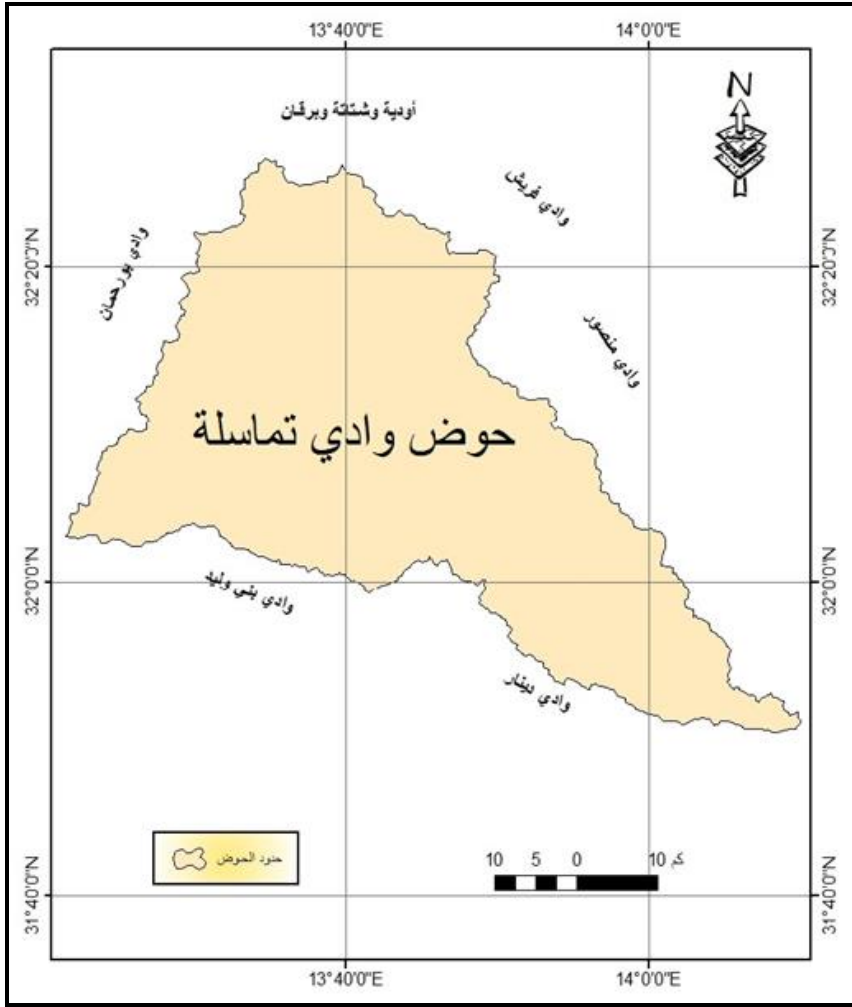 13°40'0"E 14°0'0"E
N
أودية وشتاتة وبرقان
وادي غريش
وادي بورحمان
32°20'0"N 32°20'0"N
وادي منصور
حوض وادي تماسلة
32°0'0"N 32°0'0"N
وادي بني وليد
وادي دينار
حدود الحوض
10 5 0 10 كم
31°40'0"N 31°40'0"N
13°40'0"E 14°0'0"E